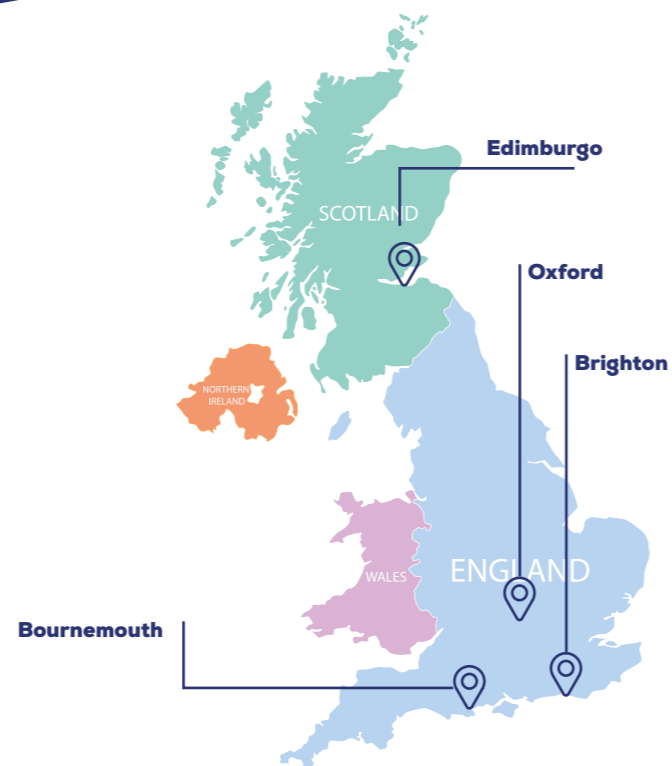 Edimburgo
SCOTLAND
Oxford
Brighton
NORTHERN
IRELAND
ENGLAND
WALES
Bournemouth